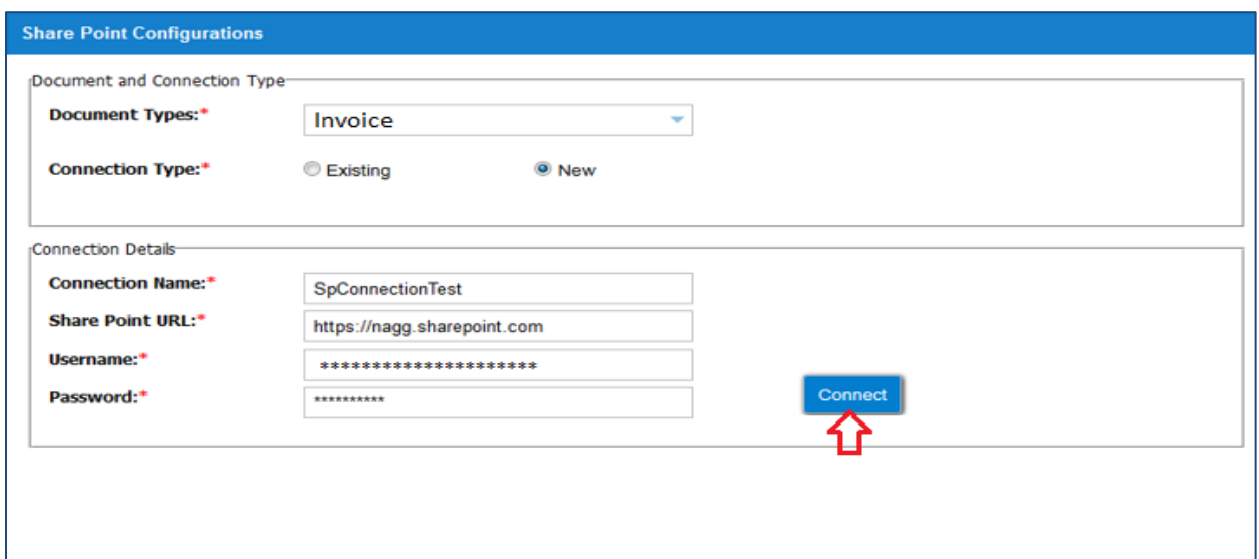 Share Point Configurations
Document and Connection Type
Document Types:* Invoice
Connection Type:* Existing New
Connection Details
Connection Name:* SpConnectionTest
Share Point URL:* https://nagg.sharepoint.com
Username:* *********************
Password:* **********
Connect